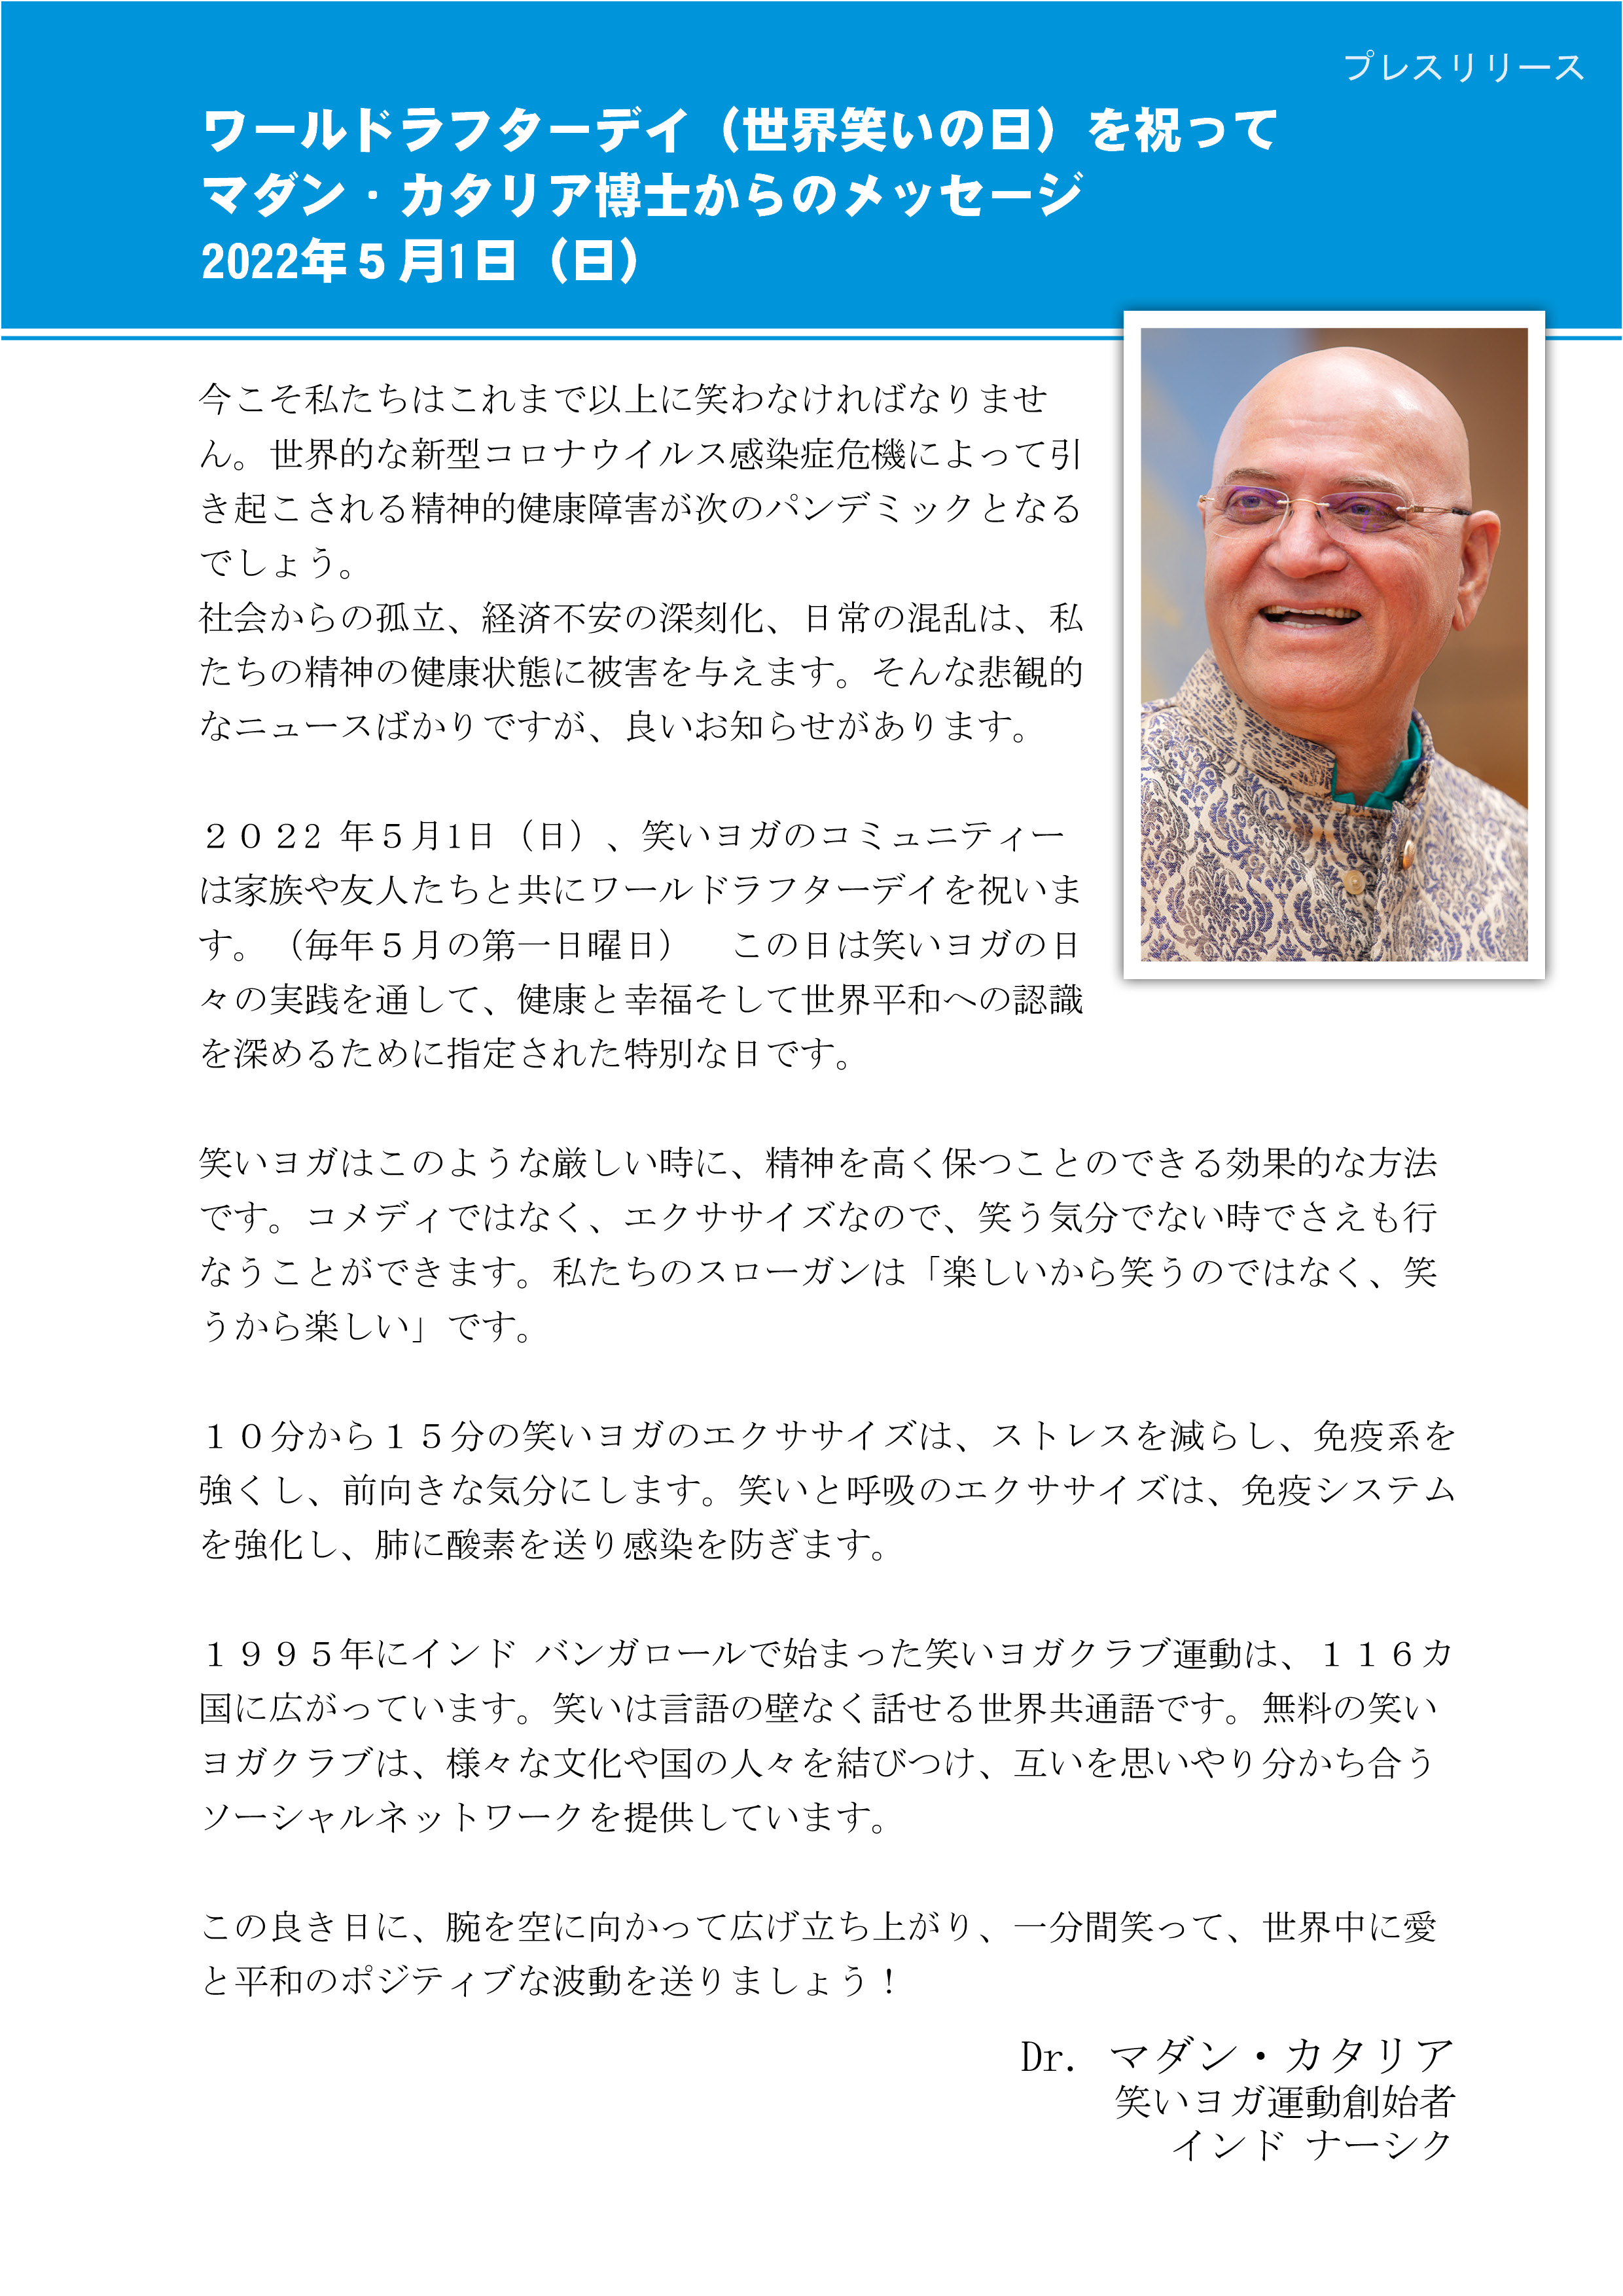 プレスリリース
ワールドラフターデイ（世界笑いの日）を祝って
マダン・カタリア博士からのメッセージ
2022年５月1日（日）
今こそ私たちはこれまで以上に笑わなければなりませ
ん。世界的な新型コロナウイルス感染症危機によって引
き起こされる精神的健康障害が次のパンデミックとなる
でしょう。
社会からの孤立、経済不安の深刻化、日常の混乱は、私
たちの精神の健康状態に被害を与えます。そんな悲観的
なニュースばかりですが、良いお知らせがあります。
２０２2 年５月1日（日）、笑いヨガのコミュニティー
は家族や友人たちと共にワールドラフターデイを祝いま
す。（毎年５月の第一日曜日）　この日は笑いヨガの日
々の実践を通して、健康と幸福そして世界平和への認識
を深めるために指定された特別な日です。
笑いヨガはこのような厳しい時に、精神を高く保つことのできる効果的な方法
です。コメディではなく、エクササイズなので、笑う気分でない時でさえも行
なうことができます。私たちのスローガンは「楽しいから笑うのではなく、笑
うから楽しい」です。
１０分から１５分の笑いヨガのエクササイズは、ストレスを減らし、免疫系を
強くし、前向きな気分にします。笑いと呼吸のエクササイズは、免疫システム
を強化し、肺に酸素を送り感染を防ぎます。
１９９５年にインド バンガロールで始まった笑いヨガクラブ運動は、１１６カ
国に広がっています。笑いは言語の壁なく話せる世界共通語です。無料の笑い
ヨガクラブは、様々な文化や国の人々を結びつけ、互いを思いやり分かち合う
ソーシャルネットワークを提供しています。
この良き日に、腕を空に向かって広げ立ち上がり、一分間笑って、世界中に愛
と平和のポジティブな波動を送りましょう！
Dr. マダン・カタリア
笑いヨガ運動創始者
インド ナーシク